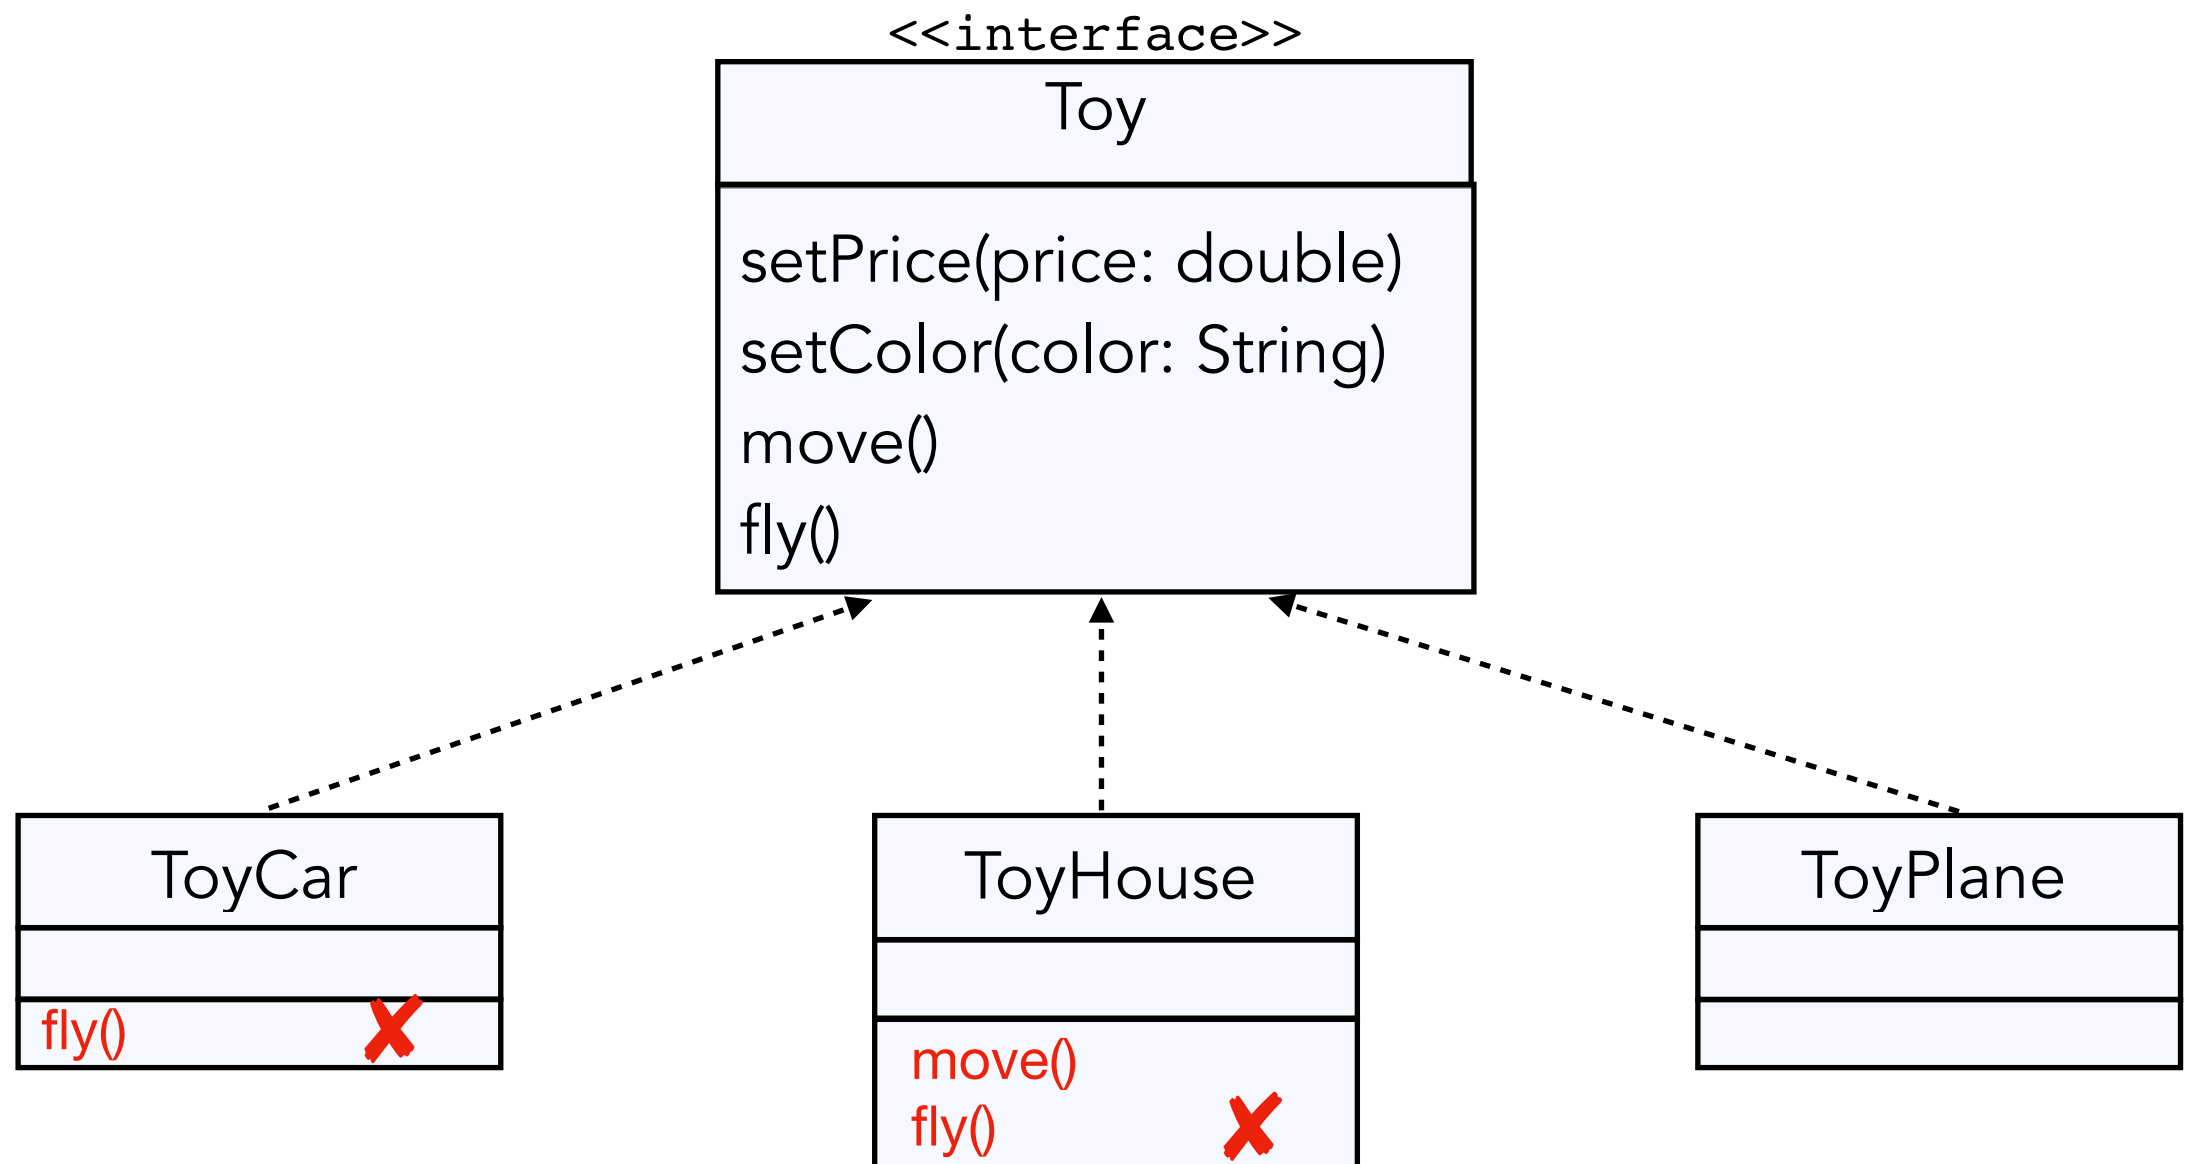 <<interface>>
Toy
setPrice(price: double)
setColor(color: String)
move()
fly()
ToyCar
fly()
ToyHouse
move()
fly()
ToyPlane